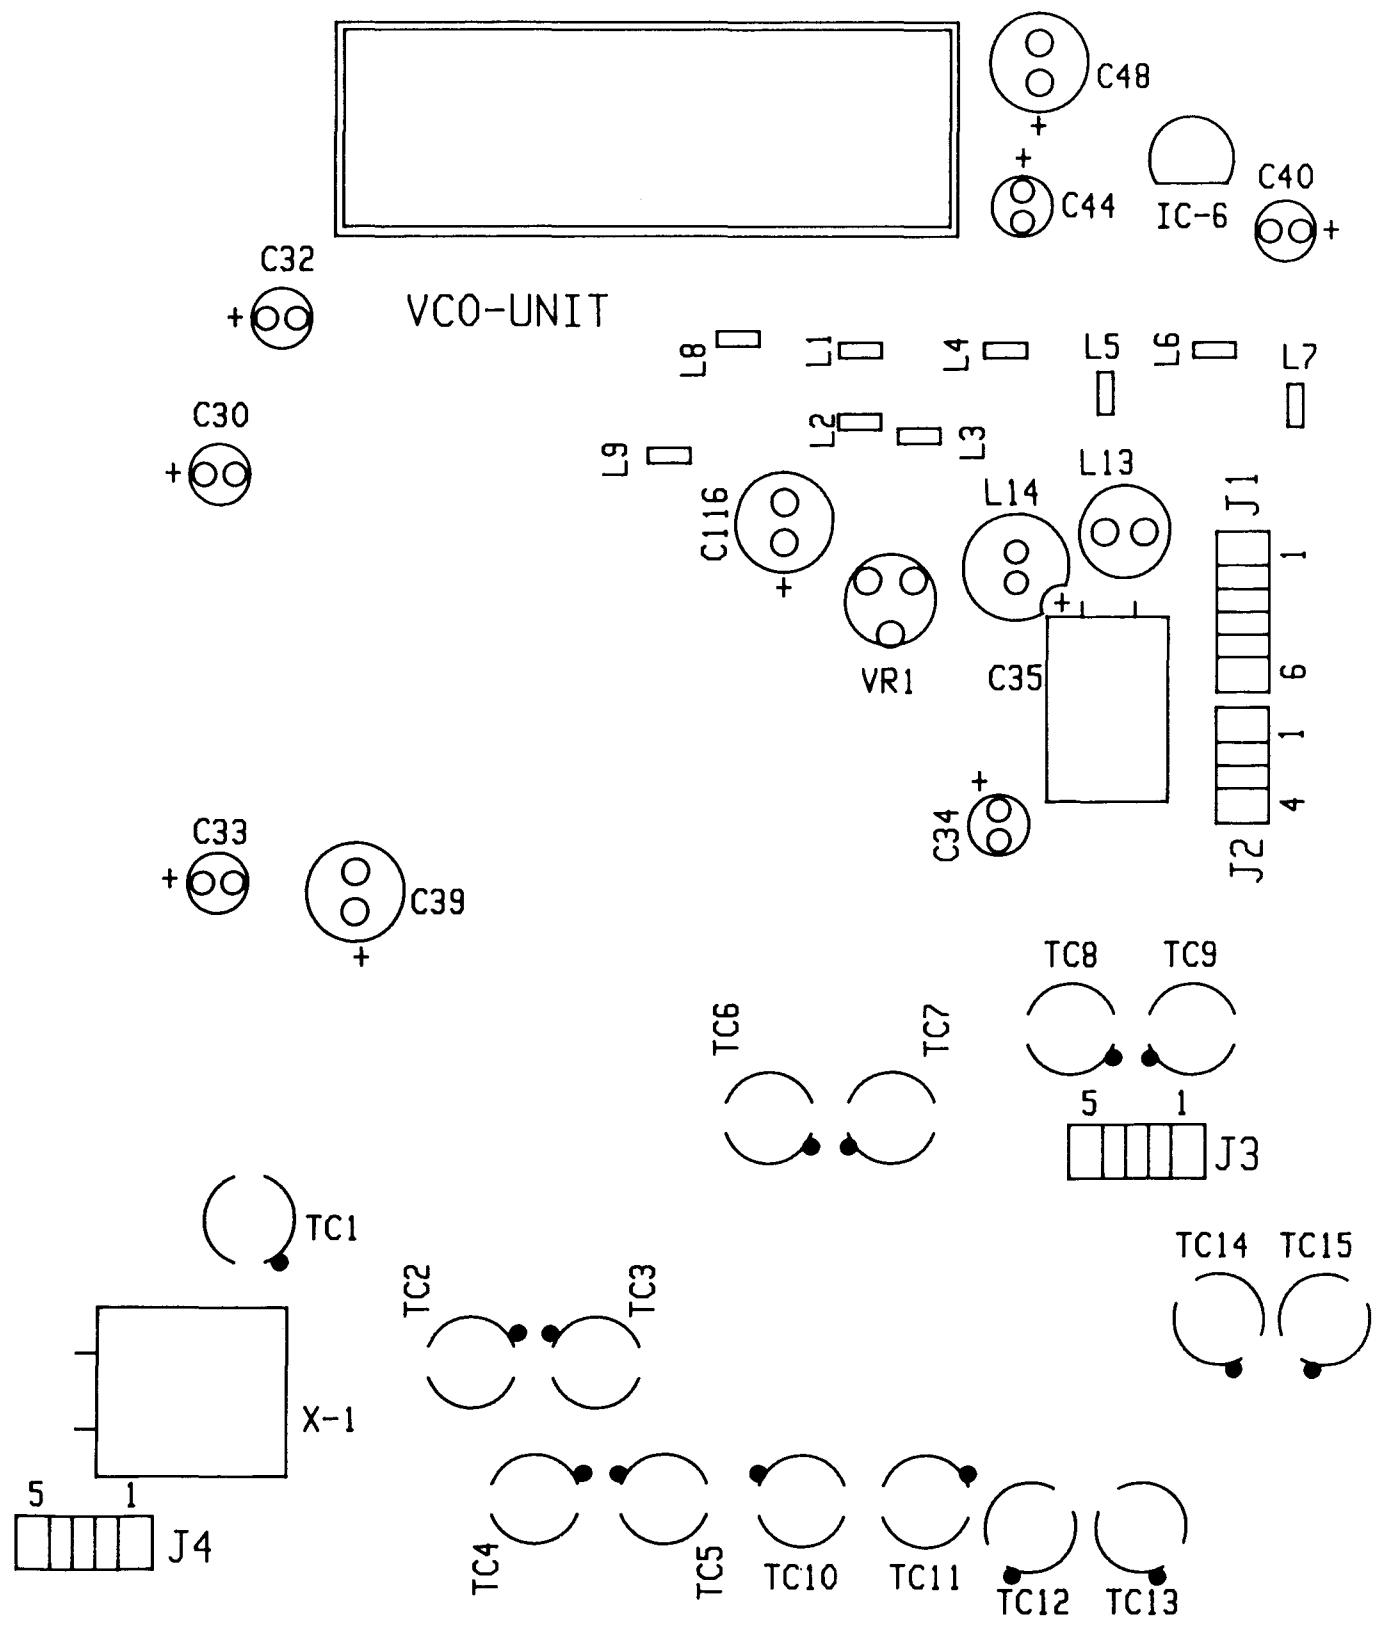 C48
+
+
C44
IC-6
C40
+
C32
+
VCO-UNIT
L8
L1
L4
L5
L6
L7
C30
+
L9
L2
L3
C116
+
L14
L13
J1
1
6
VR1
+
C35
1
4
J2
+
C34
C33
+
C39
+
TC8
TC9
TC6
TC7
5 1
J3
TC1
TC14
TC15
TC2
TC3
X-1
5 1
J4
TC4
TC5
TC10
TC11
TC12
TC13